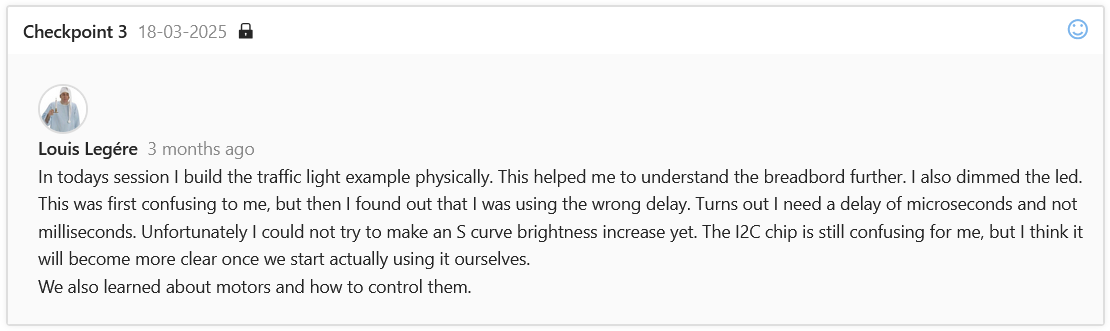 Checkpoint 3 18-03-2025
Louis Legére 3 months ago
In todays session I build the traffic light example physically. This helped me to understand the breadbord further. I also dimmed the led.
This was first confusing to me, but then I found out that I was using the wrong delay. Turns out I need a delay of microseconds and not
milliseconds. Unfortunately I could not try to make an S curve brightness increase yet. The I2C chip is still confusing for me, but I think it
will become more clear once we start actually using it ourselves.
We also learned about motors and how to control them.